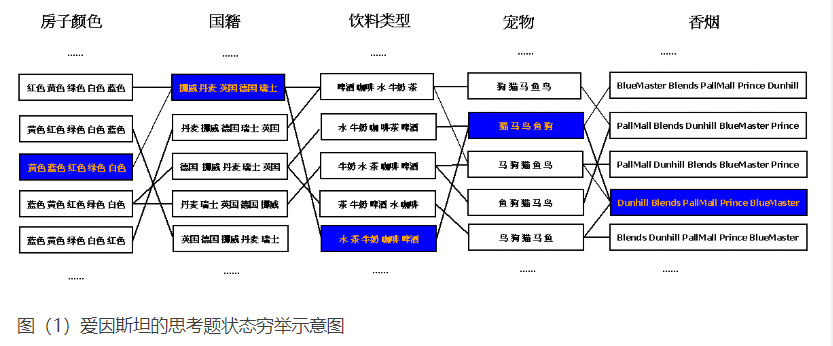 房子颜色 国籍 饮料类型 宠物 香烟
...... ...... ...... ...... ......
红色 黄色 绿色 白色 蓝色 挪威 丹麦 英国 德国 瑞士 啤酒 咖啡 水 牛奶 茶 狗 猫 马 鱼 鸟 BlueMaster Blends PallMall Prince Dunhill
黄色 红色 绿色 白色 蓝色 丹麦 挪威 德国 瑞士 英国 水 牛奶 咖啡 茶 啤酒 猫 马 鸟 鱼 狗 PallMall Blends Dunhill BlueMaster Prince
黄色 蓝色 红色 绿色 白色 德国 挪威 丹麦 瑞士 英国 牛奶 水 茶 咖啡 啤酒 马 狗 猫 鱼 鸟 PallMall Dunhill Blends BlueMaster Prince
蓝色 黄色 红色 绿色 白色 丹麦 瑞士 英国 德国 挪威 茶 牛奶 啤酒 水 咖啡 鱼 狗 猫 马 鸟 Dunhill Blends PallMall Prince BlueMaster
蓝色 黄色 绿色 白色 红色 英国 德国 挪威 丹麦 瑞士 水 茶 牛奶 咖啡 啤酒 鸟 狗 猫 马 鱼 Blends Dunhill PallMall Prince BlueMaster
...... ...... ...... ...... ......
图（1）爱因斯坦的思考题状态穷举示意图